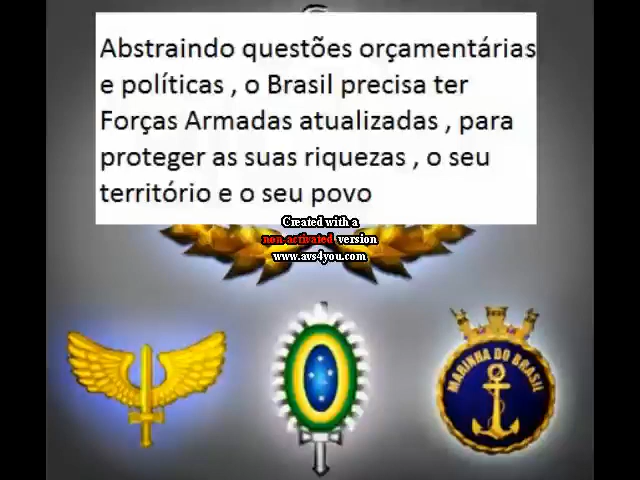 Abstraindo questões orçamentárias
e políticas , o Brasil precisa ter
Forças Armadas atualizadas , para
proteger as suas riquezas , o seu
território e o seu povo
Created with a
non-activated version
www.avs4you.com
MARINHA DO BRASIL